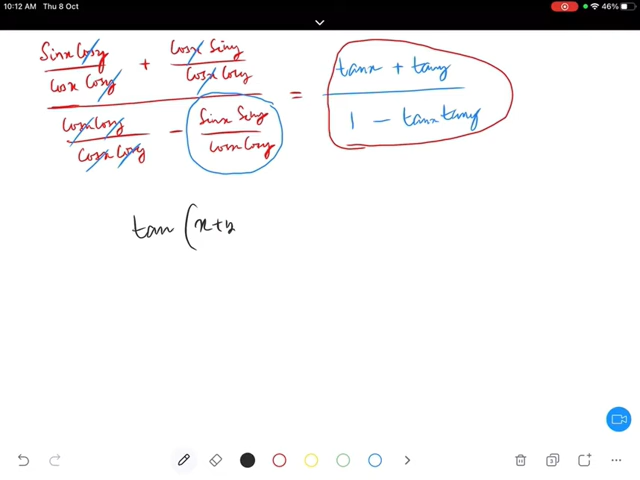 10:12 AM Thu 8 Oct 46%
Sinx Cosy / Cosx Cosy + Cosx Siny / Cosx Cosy
= tanx + tany / 1 − tanx tany
Cosx Cosy / Cosx Cosy − Sinx Siny / Cosx Cosy
tan (x+
3